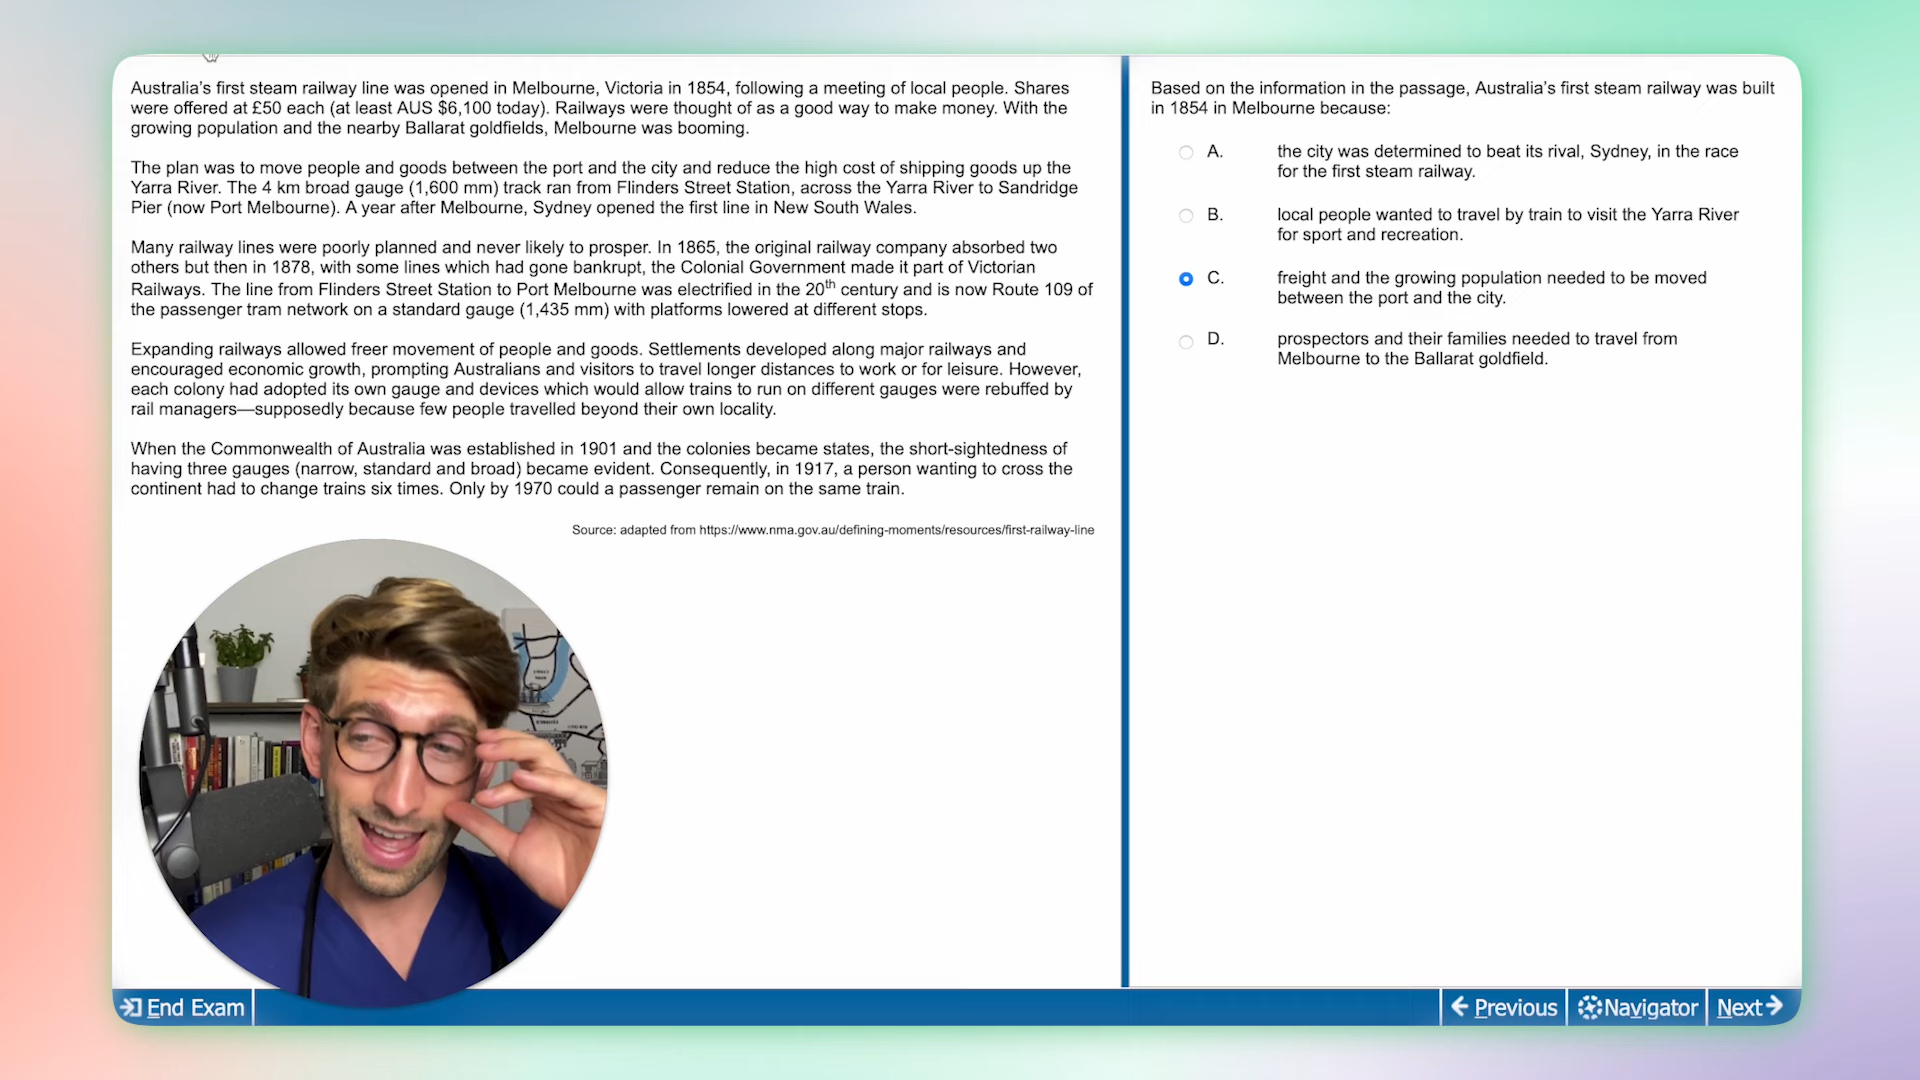 Australia's first steam railway line was opened in Melbourne, Victoria in 1854, following a meeting of local people. Shares
were offered at £50 each (at least AUS $6,100 today). Railways were thought of as a good way to make money. With the
growing population and the nearby Ballarat goldfields, Melbourne was booming.
The plan was to move people and goods between the port and the city and reduce the high cost of shipping goods up the
Yarra River. The 4 km broad gauge (1,600 mm) track ran from Flinders Street Station, across the Yarra River to Sandridge
Pier (now Port Melbourne). A year after Melbourne, Sydney opened the first line in New South Wales.
Many railway lines were poorly planned and never likely to prosper. In 1865, the original railway company absorbed two
others but then in 1878, with some lines which had gone bankrupt, the Colonial Government made it part of Victorian
Railways. The line from Flinders Street Station to Port Melbourne was electrified in the 20th century and is now Route 109 of
the passenger tram network on a standard gauge (1,435 mm) with platforms lowered at different stops.
Expanding railways allowed freer movement of people and goods. Settlements developed along major railways and
encouraged economic growth, prompting Australians and visitors to travel longer distances to work or for leisure. However,
each colony had adopted its own gauge and devices which would allow trains to run on different gauges were rebuffed by
rail managers—supposedly because few people travelled beyond their own locality.
When the Commonwealth of Australia was established in 1901 and the colonies became states, the short-sightedness of
having three gauges (narrow, standard and broad) became evident. Consequently, in 1917, a person wanting to cross the
continent had to change trains six times. Only by 1970 could a passenger remain on the same train.
Source: adapted from https://www.nma.gov.au/defining-moments/resources/first-railway-line
Based on the information in the passage, Australia's first steam railway was built
in 1854 in Melbourne because:
A. the city was determined to beat its rival, Sydney, in the race
for the first steam railway.
B. local people wanted to travel by train to visit the Yarra River
for sport and recreation.
C. freight and the growing population needed to be moved
between the port and the city.
D. prospectors and their families needed to travel from
Melbourne to the Ballarat goldfield.
End Exam
Previous
Navigator
Next